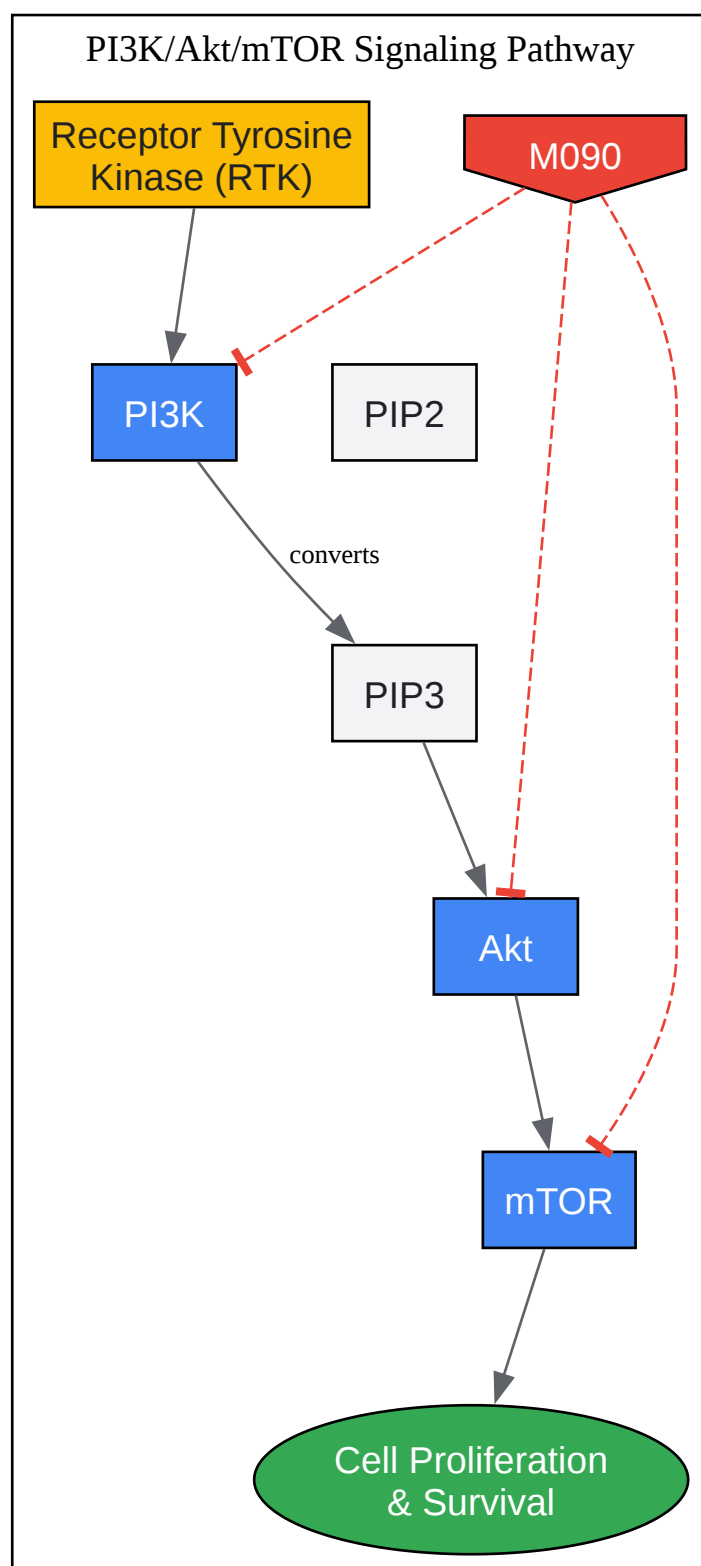 PI3K/Akt/mTOR Signaling Pathway
Receptor Tyrosine
Kinase (RTK)
M090
PI3K
PIP2
converts
PIP3
Akt
mTOR
Cell Proliferation
& Survival